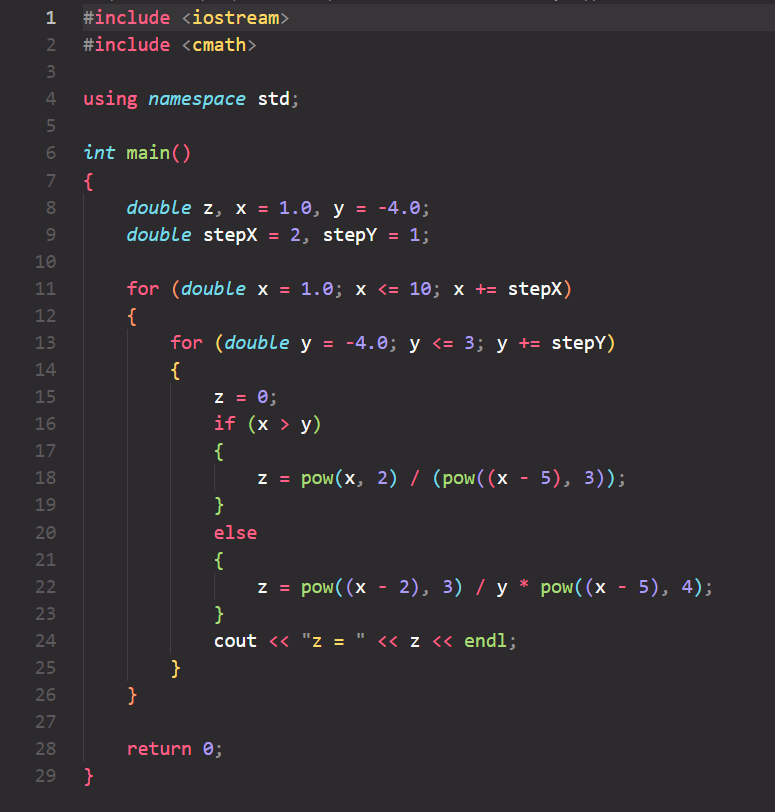 1 #include <iostream>
2 #include <cmath>
3
4 using namespace std;
5
6 int main()
7 {
8     double z, x = 1.0, y = -4.0;
9     double stepX = 2, stepY = 1;
10
11     for (double x = 1.0; x <= 10; x += stepX)
12     {
13         for (double y = -4.0; y <= 3; y += stepY)
14         {
15             z = 0;
16             if (x > y)
17             {
18                 z = pow(x, 2) / (pow((x - 5), 3));
19             }
20             else
21             {
22                 z = pow((x - 2), 3) / y * pow((x - 5), 4);
23             }
24             cout << "z = " << z << endl;
25         }
26     }
27
28     return 0;
29 }